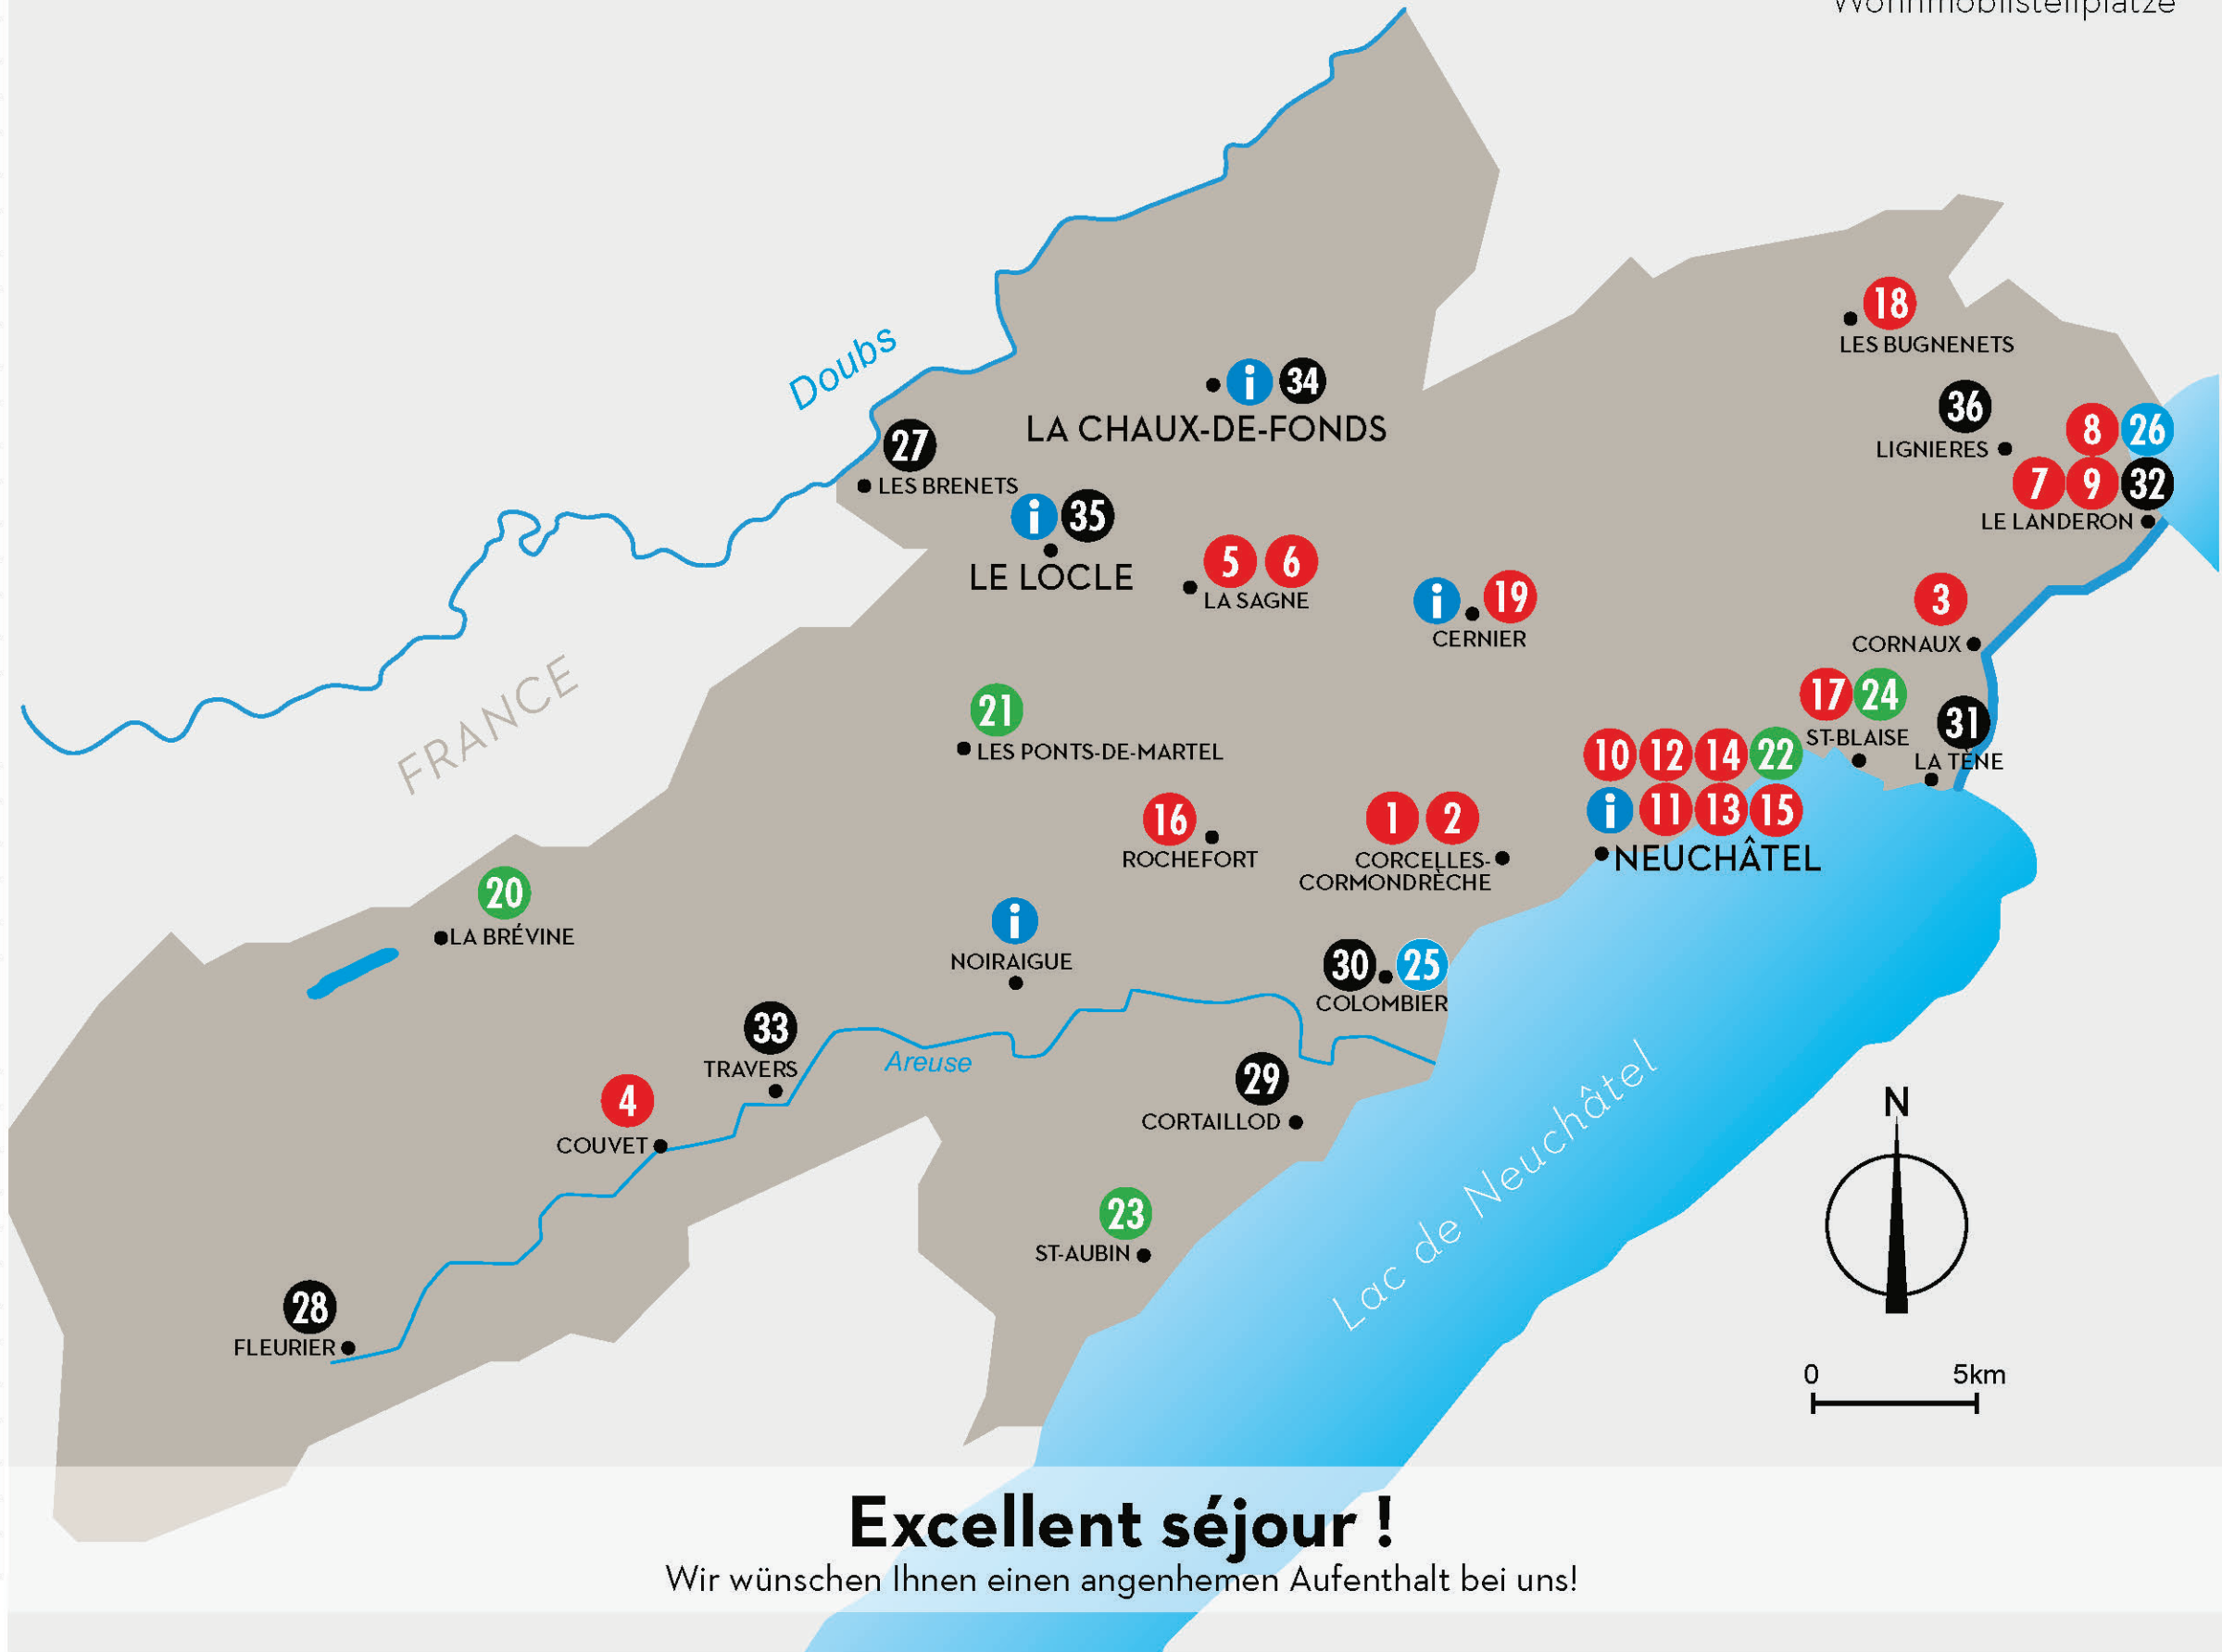 Wohnmobilstellplätze
18
LES BUGNENETS
Doubs
i 34
LA CHAUX-DE-FONDS
36
LIGNIERES
8 26
7 9 32
LE LANDERON
27
LES BRENETS
i 35
LE LOCLE
5 6
LA SAGNE
i 19
CERNIER
3
CORNAUX
FRANCE
21
LES PONTS-DE-MARTEL
17 24
ST-BLAISE
31
LA TÈNE
10 12 14 22
i 11 13 15
NEUCHÂTEL
16
ROCHEFORT
1 2
CORCELLES-
CORMONDRÈCHE
20
LA BRÉVINE
i
NOIRAIGUE
30 25
COLOMBIER
33
TRAVERS
Areuse
29
CORTAILLOD
4
COUVET
Lac de Neuchâtel
N
23
ST-AUBIN
28
FLEURIER
0 5km
Excellent séjour !
Wir wünschen Ihnen einen angenhemen Aufenthalt bei uns!